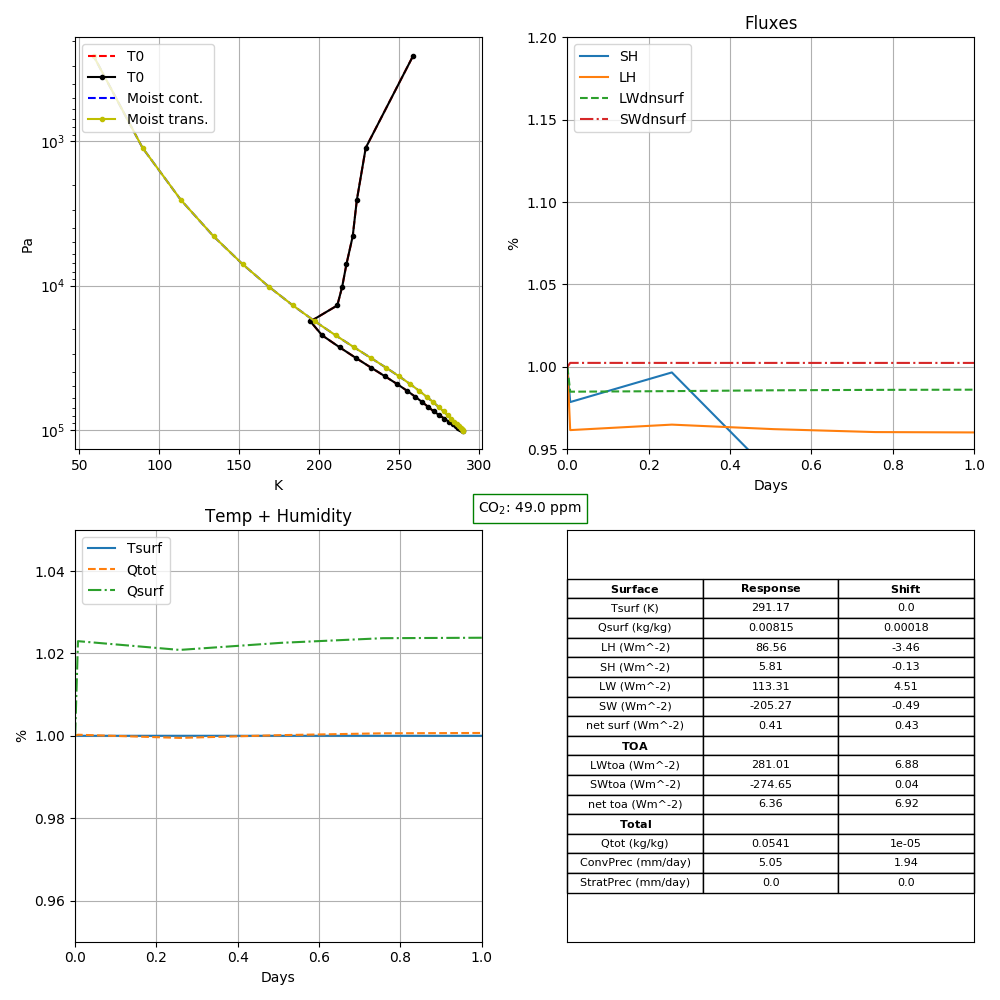 T0
T0
Moist cont.
Moist trans.
10^3
10^4
10^5
Pa
50 100 150 200 250 300
K
Fluxes
SH
LH
LWdnsurf
SWdnsurf
1.20
1.15
1.10
1.05
1.00
0.95
%
0.0 0.2 0.4 0.6 0.8 1.0
Days
CO₂: 49.0 ppm
Temp + Humidity
Tsurf
Qtot
Qsurf
1.04
1.02
1.00
0.98
0.96
%
0.0 0.2 0.4 0.6 0.8 1.0
Days
Surface Response Shift
Tsurf (K) 291.17 0.0
Qsurf (kg/kg) 0.00815 0.00018
LH (Wm^-2) 86.56 -3.46
SH (Wm^-2) 5.81 -0.13
LW (Wm^-2) 113.31 4.51
SW (Wm^-2) -205.27 -0.49
net surf (Wm^-2) 0.41 0.43
TOA
LWtoa (Wm^-2) 281.01 6.88
SWtoa (Wm^-2) -274.65 0.04
net toa (Wm^-2) 6.36 6.92
Total
Qtot (kg/kg) 0.0541 1e-05
ConvPrec (mm/day) 5.05 1.94
StratPrec (mm/day) 0.0 0.0